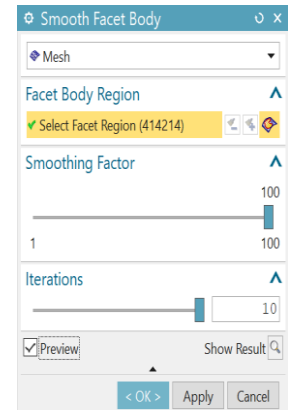 Smooth Facet Body
Mesh
Facet Body Region
Select Facet Region (414214)
Smoothing Factor
100
1 100
Iterations
10
Preview Show Result
< OK > Apply Cancel